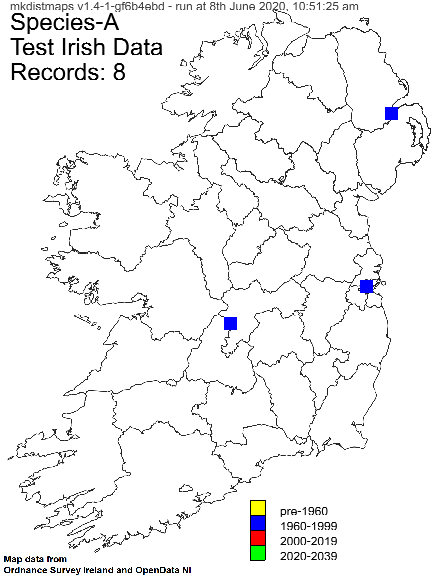 mkdistmaps v1.4-1-gf6b4ebd - run at 8th June 2020, 10:51:25 am
Species-A
Test Irish Data
Records: 8
pre-1960
1960-1999
2000-2019
2020-2039
Map data from
Ordnance Survey Ireland and OpenData NI